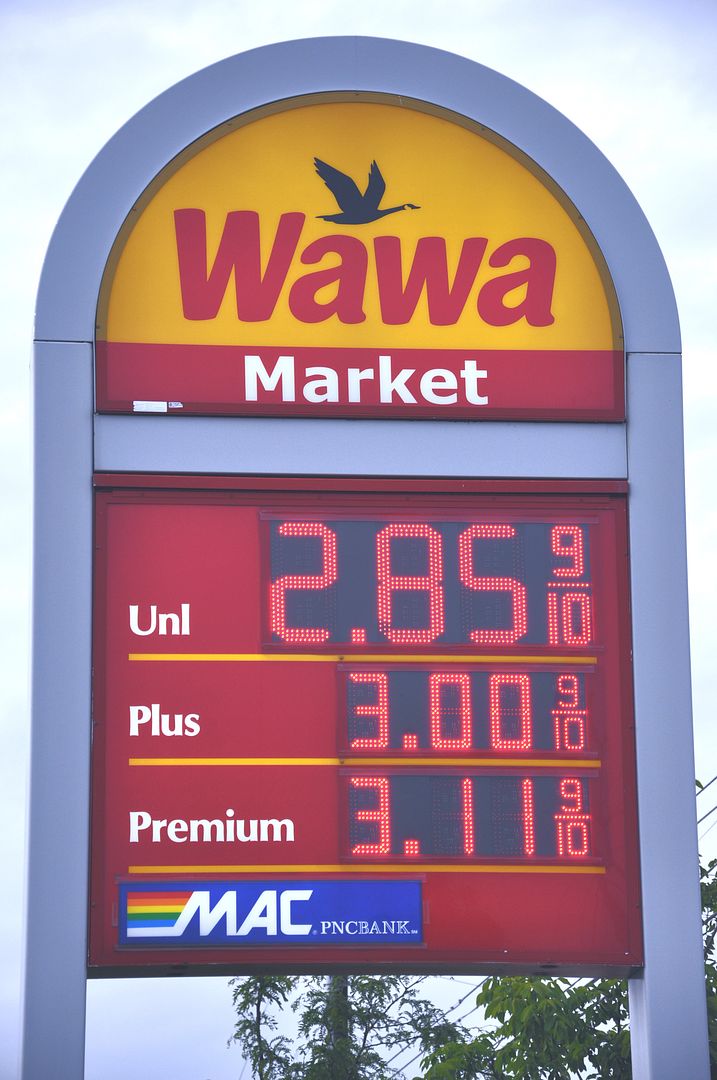 Wawa
Market
Unl 2.85 9/10
Plus 3.00 9/10
Premium 3.11 9/10
MAC PNCBANK